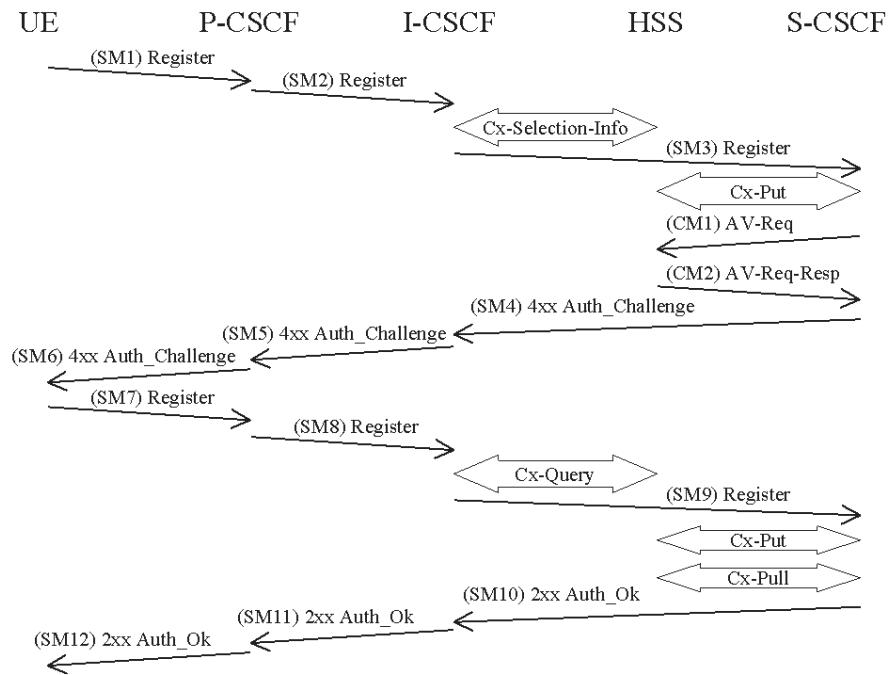 UE P-CSCF I-CSCF HSS S-CSCF
(SM1) Register
(SM2) Register
Cx-Selection-Info
(SM3) Register
Cx-Put
(CM1) AV-Req
(CM2) AV-Req-Resp
(SM4) 4xx Auth_Challenge
(SM5) 4xx Auth_Challenge
(SM6) 4xx Auth_Challenge
(SM7) Register
(SM8) Register
Cx-Query
(SM9) Register
Cx-Put
Cx-Pull
(SM10) 2xx Auth_Ok
(SM11) 2xx Auth_Ok
(SM12) 2xx Auth_Ok